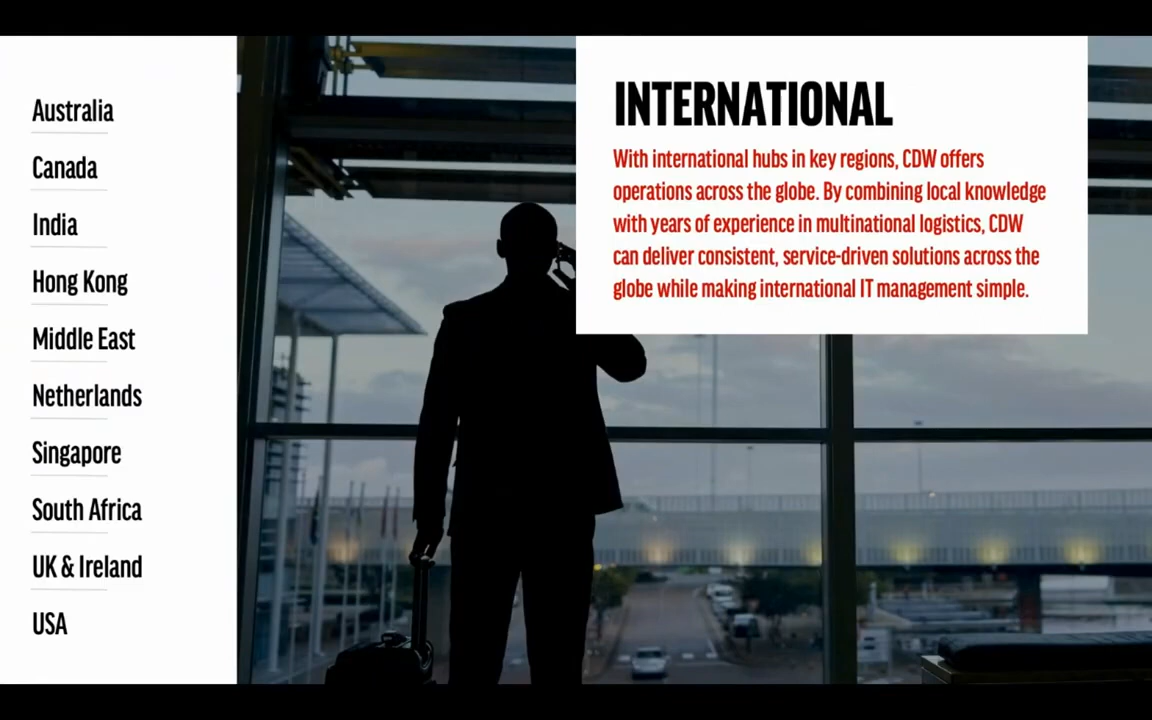 Australia
Canada
India
Hong Kong
Middle East
Netherlands
Singapore
South Africa
UK & Ireland
USA
INTERNATIONAL
With international hubs in key regions, CDW offers
operations across the globe. By combining local knowledge
with years of experience in multinational logistics, CDW
can deliver consistent, service-driven solutions across the
globe while making international IT management simple.